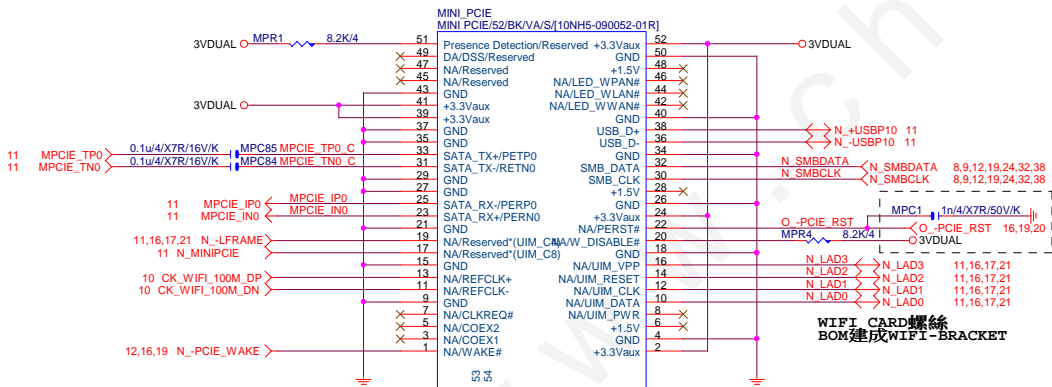 MINI_PCIE
MINI PCIE/52/BK/VA/S/[10NH5-090052-01R]
3VDUAL MPR1 8.2K/4 51 Presence Detection/Reserved +3.3Vaux 52 3VDUAL
49 DA/DSS/Reserved GND 50
47 NA/Reserved +1.5V 48
45 NA/Reserved NA/LED_WPAN# 46
43 GND NA/LED_WLAN# 44
3VDUAL 41 +3.3Vaux NA/LED_WWAN# 42
39 +3.3Vaux GND 40
37 GND USB_D+ 38 N_+USBP10 11
35 GND USB_D- 36 N_-USBP10 11
11 MPCIE_TP0 0.1u/4/X7R/16V/K MPC85 MPCIE_TP0_C 33 SATA_TX+/PETP0 GND 34
11 MPCIE_TN0 0.1u/4/X7R/16V/K MPC84 MPCIE_TN0_C 31 SATA_TX-/RETN0 SMB_DATA 32 N_SMBDATA N_SMBDATA 8,9,12,19,24,32,38
29 GND SMB_CLK 30 N_SMBCLK N_SMBCLK 8,9,12,19,24,32,38
27 GND +1.5V 28
11 MPCIE_IP0 MPCIE_IP0 25 SATA_RX-/PERP0 GND 26
11 MPCIE_IN0 MPCIE_IN0 23 SATA_RX+/PERN0 +3.3Vaux 24 MPC1 1n/4/X7R/50V/K
21 GND NA/PERST# 22 O_-PCIE_RST O_-PCIE_RST 16,19,20
11,16,17,21 N_-LFRAME 19 NA/Reserved*(UIM_C4) NA/W_DISABLE# 20 MPR4 8.2K/4 3VDUAL
11 N_MINIPCIE 17 NA/Reserved*(UIM_C8) GND 18
15 GND NA/UIM_VPP 16 N_LAD3 N_LAD3 11,16,17,21
10 CK_WIFI_100M_DP 13 NA/REFCLK+ NA/UIM_RESET 14 N_LAD2 N_LAD2 11,16,17,21
10 CK_WIFI_100M_DN 11 NA/REFCLK- NA/UIM_CLK 12 N_LAD1 N_LAD1 11,16,17,21
9 GND NA/UIM_DATA 10 N_LAD0 N_LAD0 11,16,17,21
7 NA/CLKREQ# NA/UIM_PWR 8
5 NA/COEX2 +1.5V 6
3 NA/COEX1 GND 4
12,16,19 N_-PCIE_WAKE 1 NA/WAKE# +3.3Vaux 2
WIFI CARD螺絲
BOM建成WIFI-BRACKET
53
54